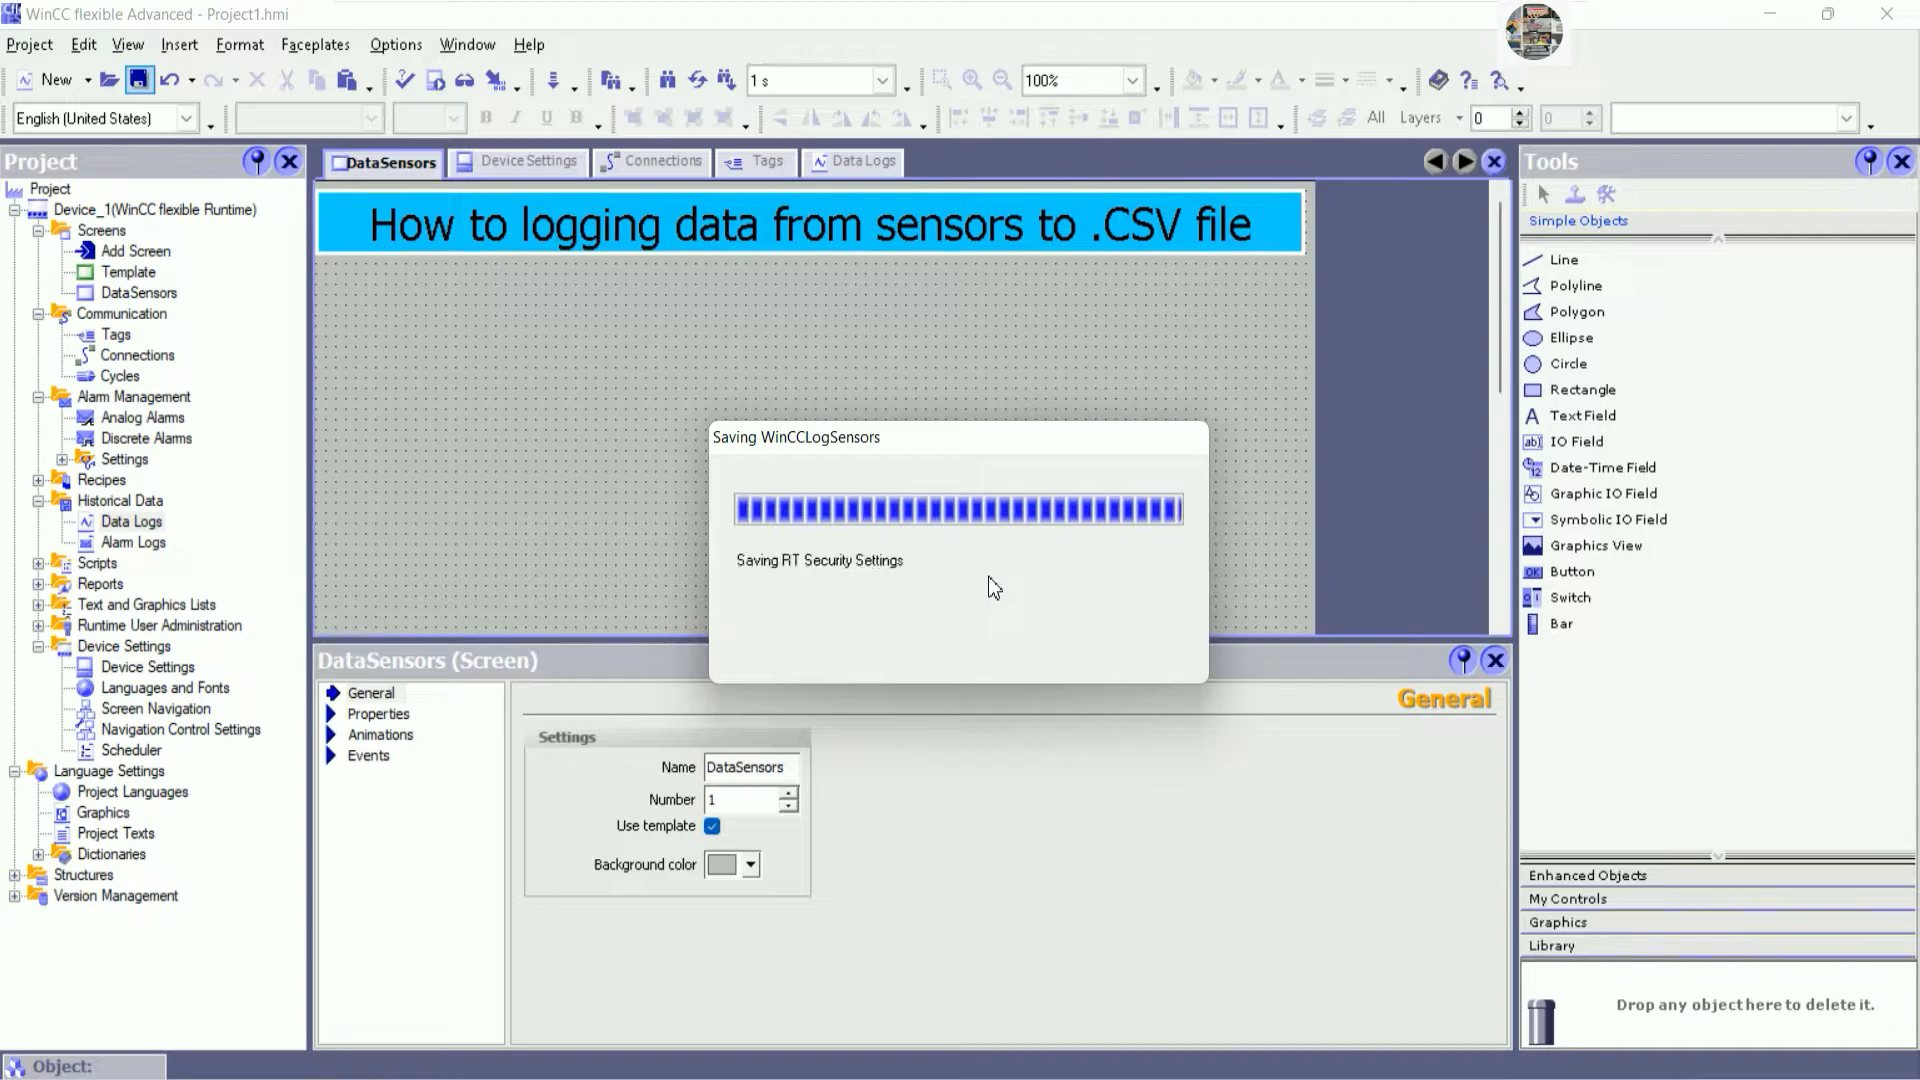 WinCC flexible Advanced - Project1.hmi
Project Edit View Insert Format Faceplates Options Window Help
New 1 s 100%
English (United States) B I U B All Layers 0 0
Project
Project
Device_1(WinCC flexible Runtime)
Screens
Add Screen
Template
DataSensors
Communication
Tags
Connections
Cycles
Alarm Management
Analog Alarms
Discrete Alarms
Settings
Recipes
Historical Data
Data Logs
Alarm Logs
Scripts
Reports
Text and Graphics Lists
Runtime User Administration
Device Settings
Device Settings
Languages and Fonts
Screen Navigation
Navigation Control Settings
Scheduler
Language Settings
Project Languages
Graphics
Project Texts
Dictionaries
Structures
Version Management
DataSensors Device Settings Connections Tags Data Logs
How to logging data from sensors to .CSV file
Saving WinCCLogSensors
Saving RT Security Settings
DataSensors (Screen)
General
Properties
Animations
Events
General
Settings
Name DataSensors
Number 1
Use template
Background color
Tools
Simple Objects
Line
Polyline
Polygon
Ellipse
Circle
Rectangle
Text Field
IO Field
Date-Time Field
Graphic IO Field
Symbolic IO Field
Graphics View
Button
Switch
Bar
Enhanced Objects
My Controls
Graphics
Library
Drop any object here to delete it.
Object: